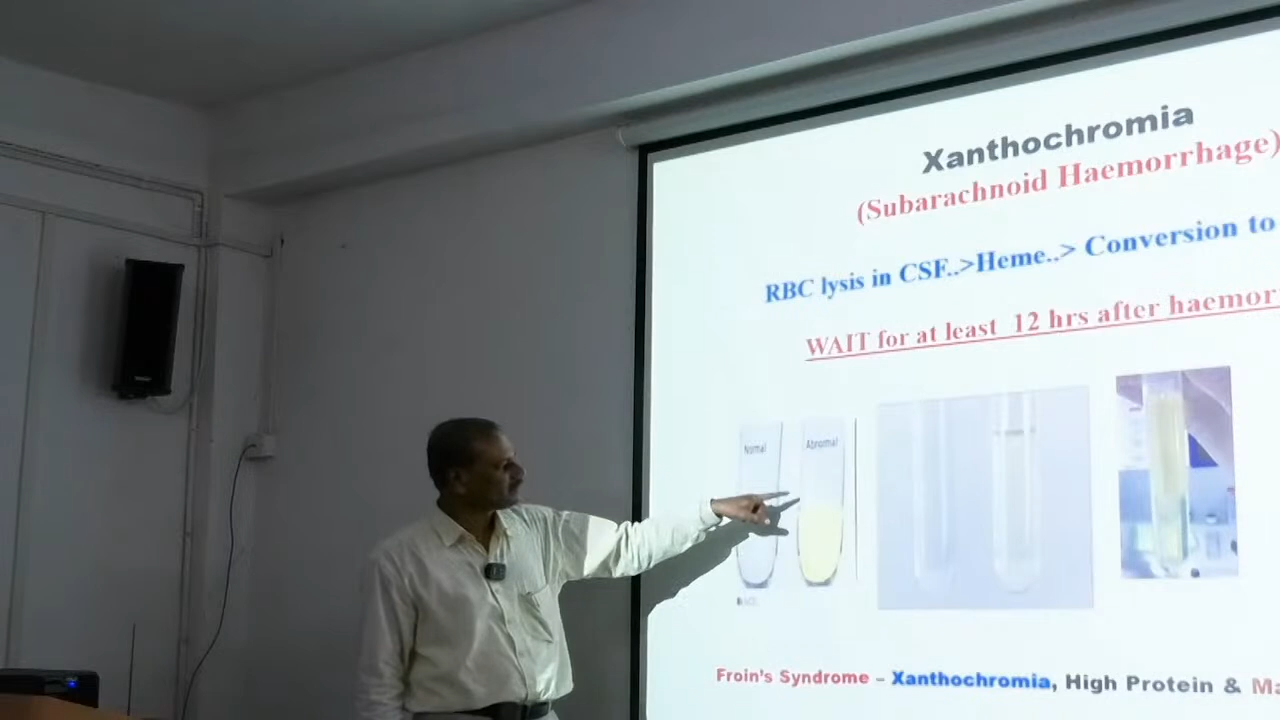 Xanthochromia
(Subarachnoid Haemorrhage)
RBC lysis in CSF..>Heme..> Conversion to
WAIT for at least 12 hrs after haemor
Normal
Abnormal
Froin's Syndrome – Xanthochromia, High Protein & Ma